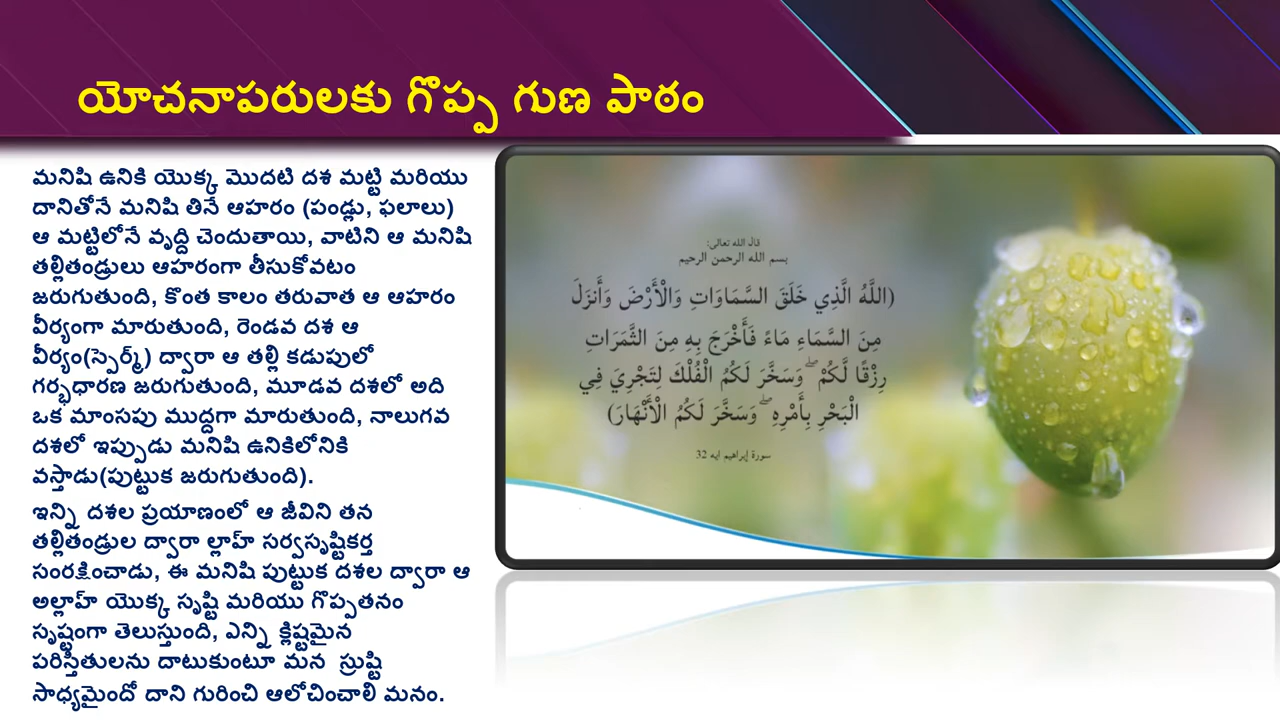 యోచనాపరులకు గొప్ప గుణ పాఠం
మనిషి ఉనికి యొక్క మొదటి దశ మట్టి మరియు
దానితోనే మనిషి తినే ఆహారం (పండ్లు, ఫలాలు)
ఆ మట్టిలోనే వృద్ది చెందుతాయి, వాటిని ఆ మనిషి
తల్లితండ్రులు ఆహరంగా తీసుకోవటం
జరుగుతుంది, కొంత కాలం తరువాత ఆ ఆహరం
వీర్యంగా మారుతుంది, రెండవ దశ ఆ
వీర్యం(స్పెర్మ్) ద్వారా ఆ తల్లి కడుపులో
గర్భధారణ జరుగుతుంది, మూడవ దశలో అది
ఒక మాంసపు ముద్దగా మారుతుంది, నాలుగవ
దశలో ఇప్పుడు మనిషి ఉనికిలోనికి
వస్తాడు(పుట్టుక జరుగుతుంది).
ఇన్ని దశల ప్రయాణంలో ఆ జీవిని తన
తల్లితండ్రుల ద్వారా ల్లాహ్ సర్వసృష్టికర్త
సంరక్షించాడు, ఈ మనిషి పుట్టుక దశల ద్వారా ఆ
అల్లాహ్ యొక్క సృష్టి మరియు గొప్పతనం
సృష్టంగా తెలుస్తుంది, ఎన్ని క్లిష్టమైన
పరిస్తితులను దాటుకుంటూ మన స్రుష్టి
సాధ్యమైందో దాని గురించి ఆలోచించాలి మనం.
قال الله تعالى:
بسم الله الرحمن الرحيم
(اللَّهُ الَّذِي خَلَقَ السَّمَاوَاتِ وَالْأَرْضَ وَأَنزَلَ
مِنَ السَّمَاءِ مَاءً فَأَخْرَجَ بِهِ مِنَ الثَّمَرَاتِ
رِزْقًا لَّكُمْ ۖ وَسَخَّرَ لَكُمُ الْفُلْكَ لِتَجْرِيَ فِي
الْبَحْرِ بِأَمْرِهِ ۖ وَسَخَّرَ لَكُمُ الْأَنْهَارَ)
سورة إبراهيم ايه 32